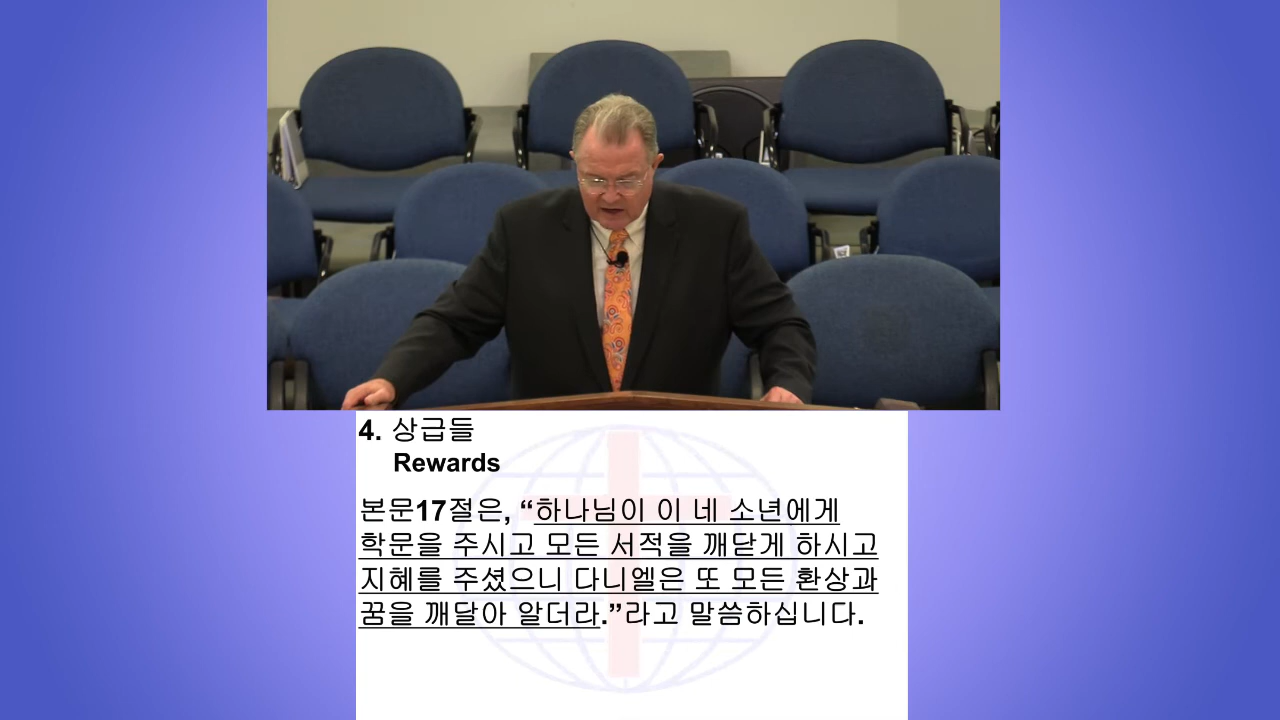 4. 상급들
Rewards
본문17절은, “하나님이 이 네 소년에게
학문을 주시고 모든 서적을 깨닫게 하시고
지혜를 주셨으니 다니엘은 또 모든 환상과
꿈을 깨달아 알더라.”라고 말씀하십니다.